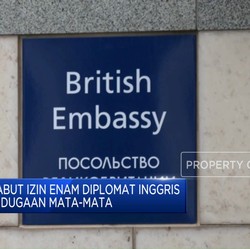 British
Embassy
ПОСОЛЬСТВО
PROPERTY
ABUT IZIN ENAM DIPLOMAT INGGRIS
DUGAAN MATA-MATA